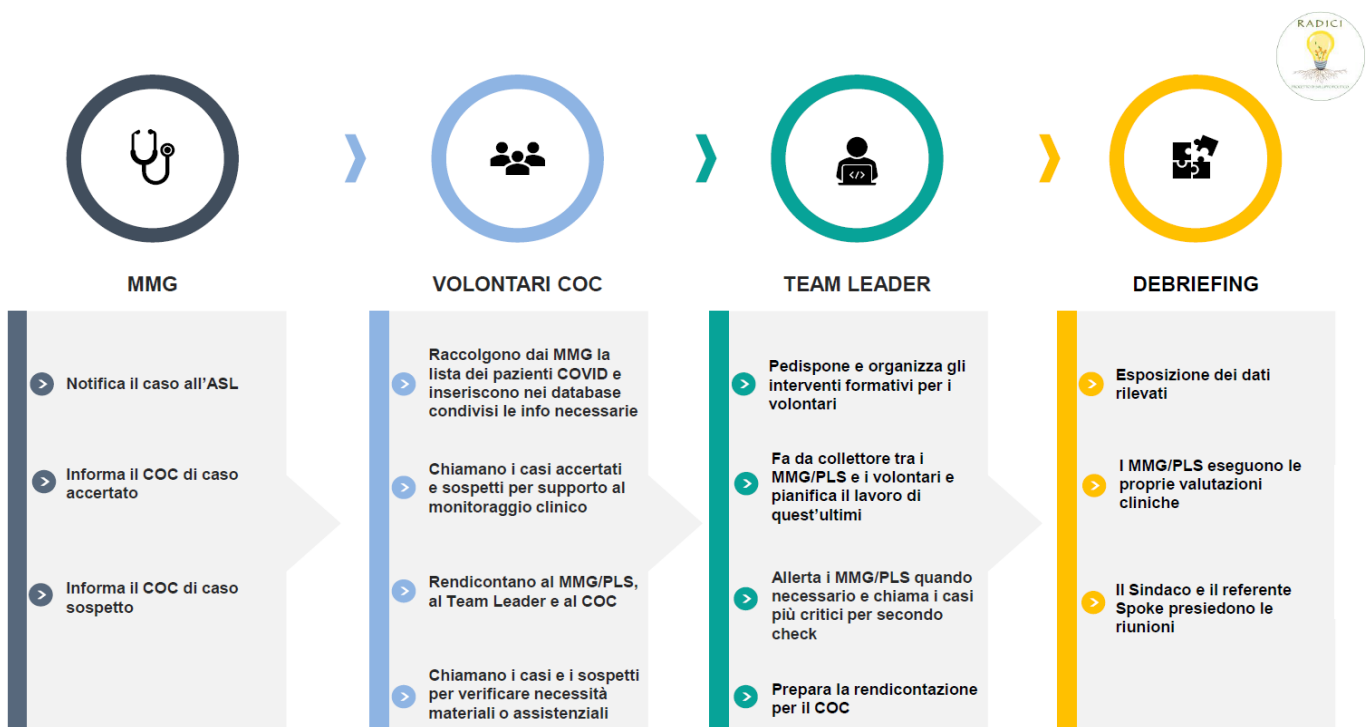 RADICI
MMG
Notifica il caso all'ASL
Informa il COC di caso
accertato
Informa il COC di caso
sospetto
VOLONTARI COC
Raccolgono dai MMG la
lista dei pazienti COVID e
inseriscono nei database
condivisi le info necessarie
Chiamano i casi accertati
e sospetti per supporto al
monitoraggio clinico
Rendicontano al MMG/PLS,
al Team Leader e al COC
Chiamano i casi e i sospetti
per verificare necessità
materiali o assistenziali
TEAM LEADER
Pedispone e organizza gli
interventi formativi per i
volontari
Fa da collettore tra i
MMG/PLS e i volontari e
pianifica il lavoro di
quest'ultimi
Allerta i MMG/PLS quando
necessario e chiama i casi
più critici per secondo
check
Prepara la rendicontazione
per il COC
DEBRIEFING
Esposizione dei dati
rilevati
I MMG/PLS eseguono le
proprie valutazioni
cliniche
Il Sindaco e il referente
Spoke presiedono le
riunioni